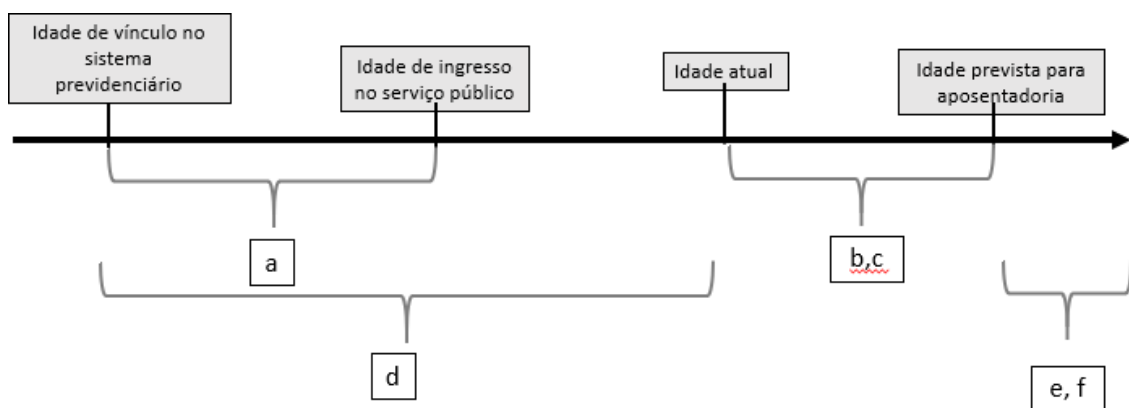 Idade de vínculo no
sistema
previdenciário
Idade de ingresso
no serviço público
Idade atual
Idade prevista para
aposentadoria
a
b,c
d
e, f